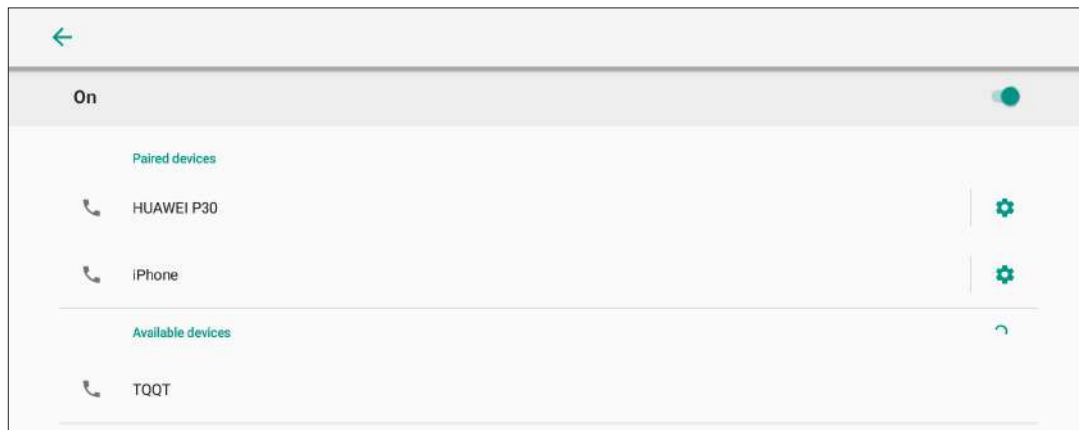 On
Paired devices
HUAWEI P30
iPhone
Available devices
TQQT